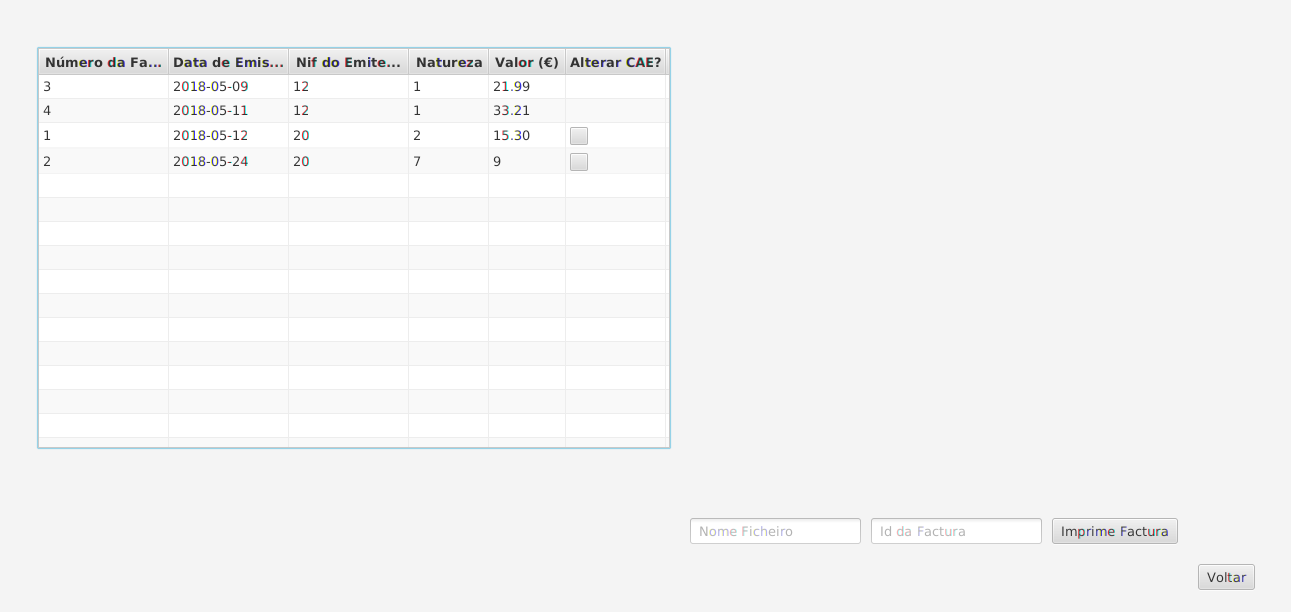 Número da Fa... Data de Emis... Nif do Emite... Natureza Valor (€) Alterar CAE?
3 2018-05-09 12 1 21.99
4 2018-05-11 12 1 33.21
1 2018-05-12 20 2 15.30
2 2018-05-24 20 7 9
Nome Ficheiro Id da Factura Imprime Factura
Voltar